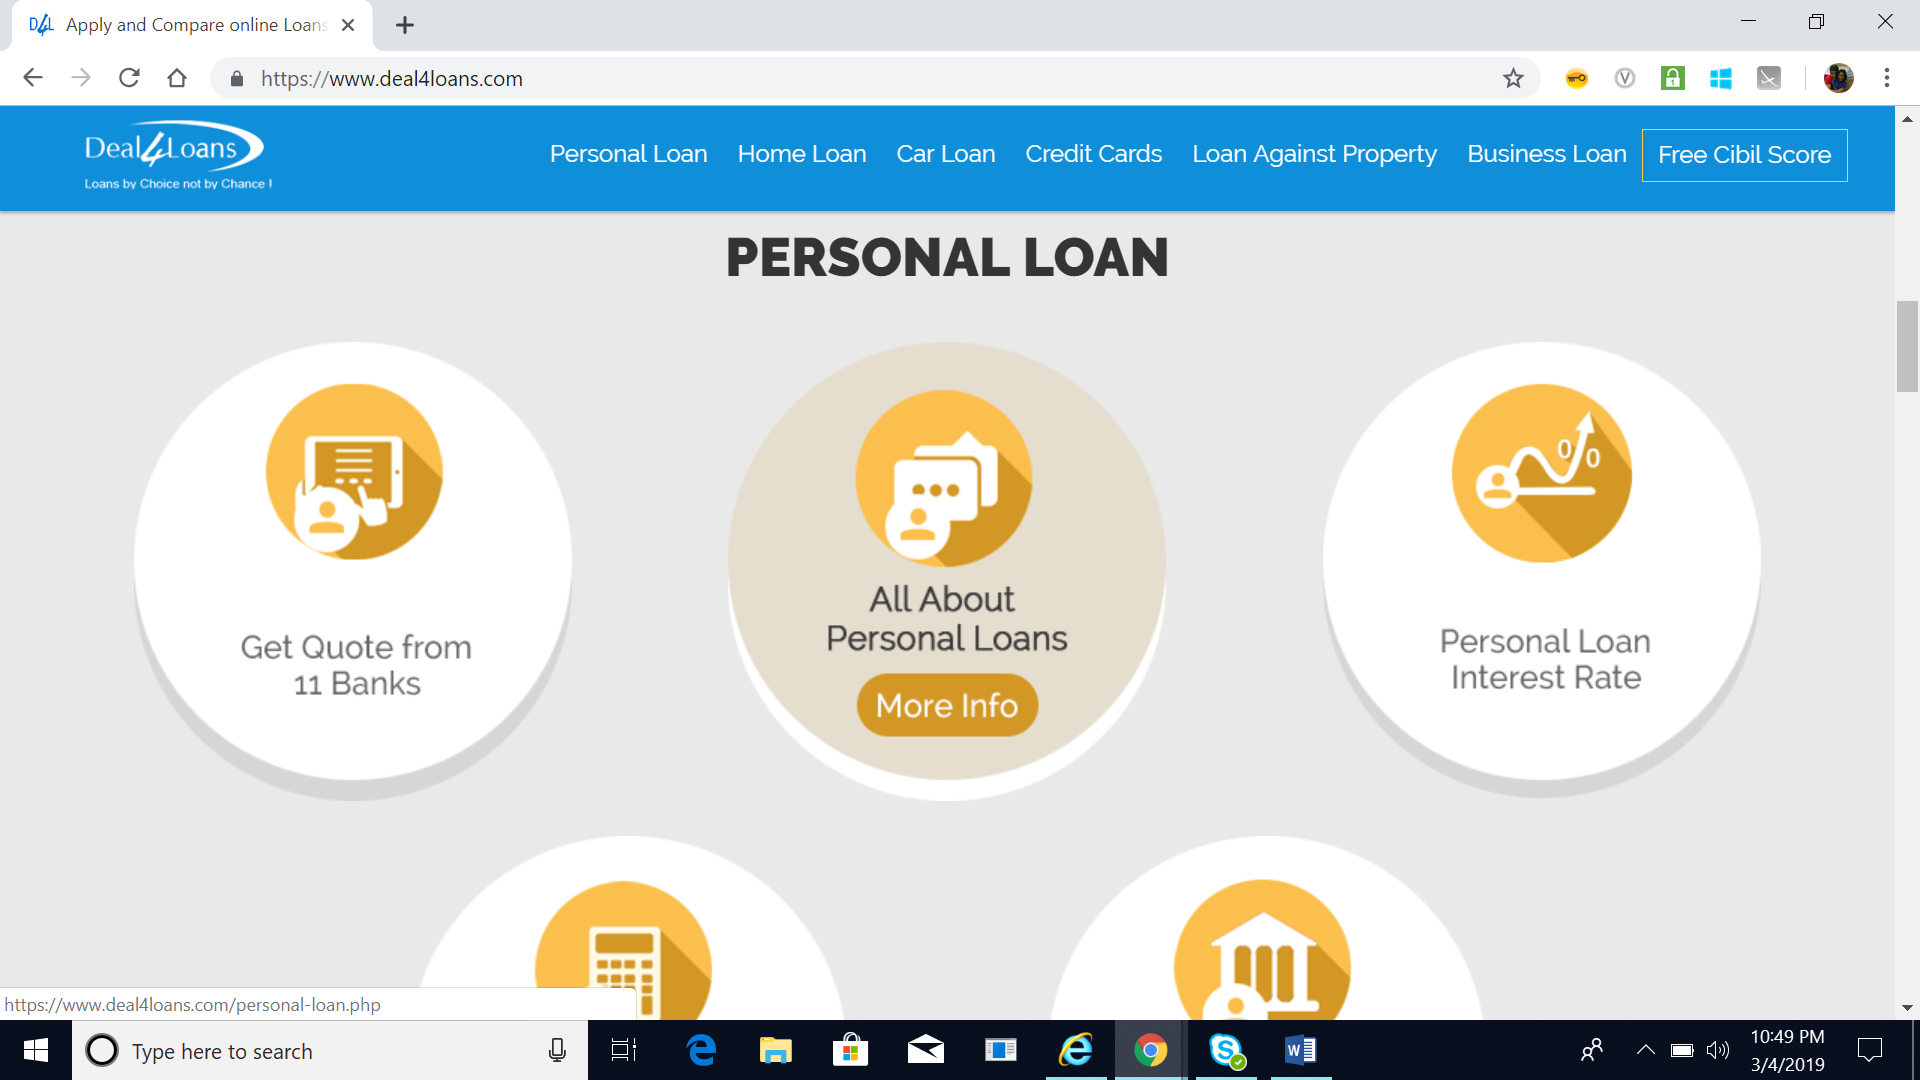 D4L Apply and Compare online Loans
https://www.deal4loans.com
Deal4Loans
Loans by Choice not by Chance !
Personal Loan
Home Loan
Car Loan
Credit Cards
Loan Against Property
Business Loan
Free Cibil Score
PERSONAL LOAN
Get Quote from
11 Banks
All About
Personal Loans
More Info
%
Personal Loan
Interest Rate
https://www.deal4loans.com/personal-loan.php
Type here to search
10:49 PM
3/4/2019